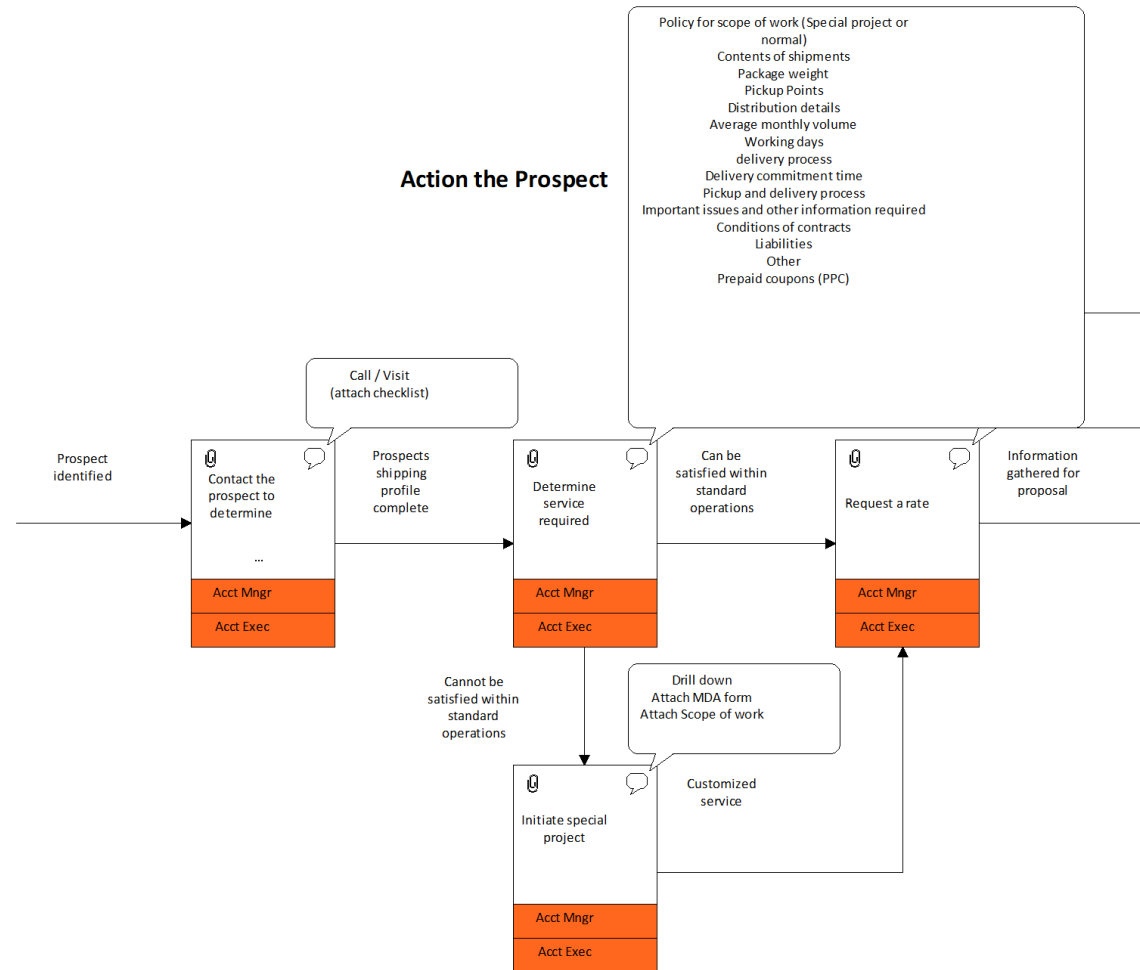 Policy for scope of work (Special project or
normal)
Contents of shipments
Package weight
Pickup Points
Distribution details
Average monthly volume
Working days
delivery process
Delivery commitment time
Pickup and delivery process
Important issues and other information required
Conditions of contracts
Liabilities
Other
Prepaid coupons (PPC)
Action the Prospect
Call / Visit
(attach checklist)
Prospect
identified
Contact the
prospect to
determine
...
Acct Mngr
Acct Exec
Prospects
shipping
profile
complete
Determine
service
required
Acct Mngr
Acct Exec
Can be
satisfied within
standard
operations
Request a rate
Acct Mngr
Acct Exec
Information
gathered for
proposal
Cannot be
satisfied within
standard
operations
Drill down
Attach MDA form
Attach Scope of work
Initiate special
project
Acct Mngr
Acct Exec
Customized
service